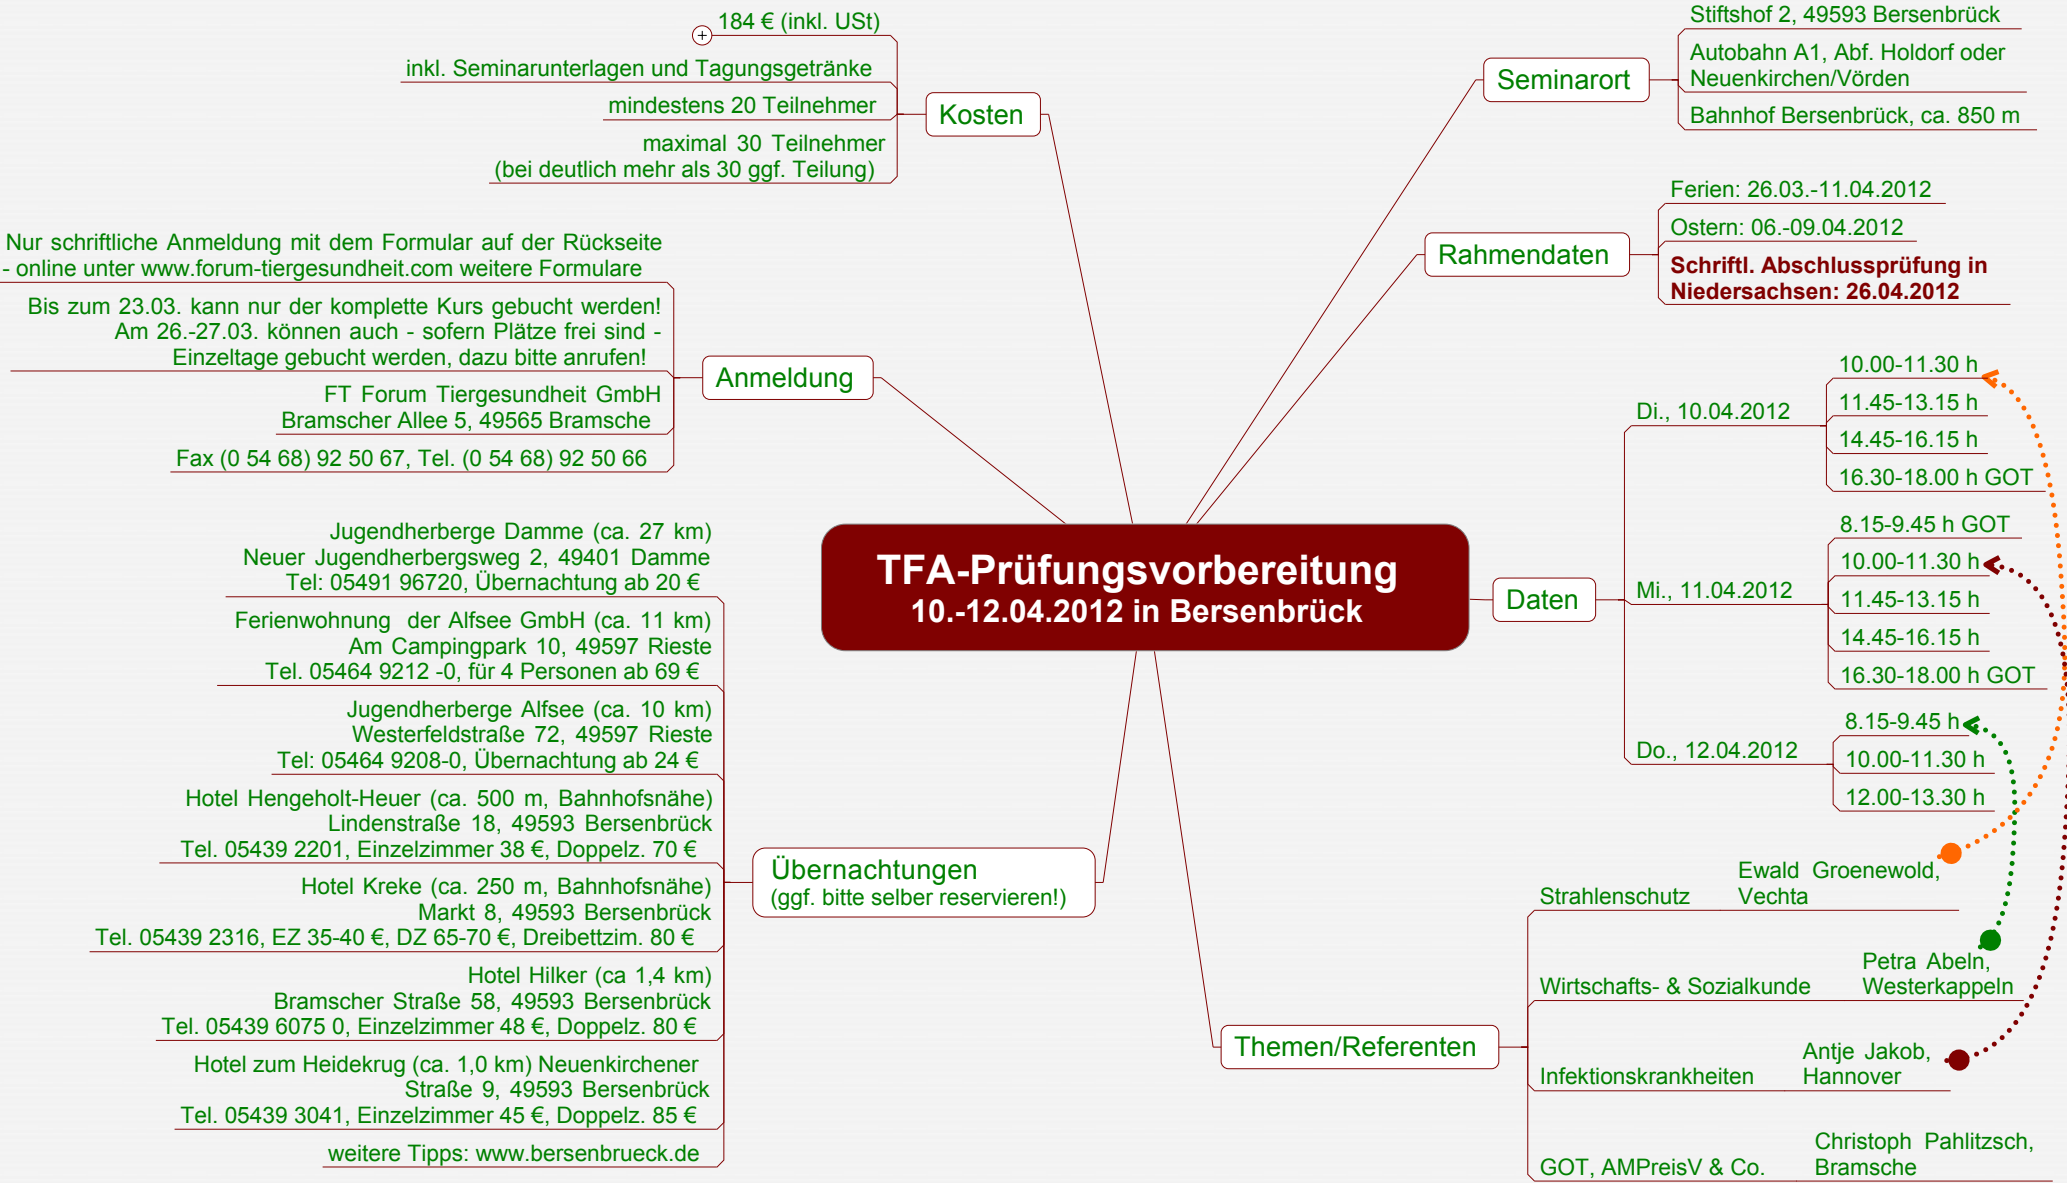 TFA-Prüfungsvorbereitung
10.-12.04.2012 in Bersenbrück
Kosten
184 € (inkl. USt)
inkl. Seminarunterlagen und Tagungsgetränke
mindestens 20 Teilnehmer
maximal 30 Teilnehmer
(bei deutlich mehr als 30 ggf. Teilung)
Anmeldung
Nur schriftliche Anmeldung mit dem Formular auf der Rückseite
- online unter www.forum-tiergesundheit.com weitere Formulare
Bis zum 23.03. kann nur der komplette Kurs gebucht werden!
Am 26.-27.03. können auch - sofern Plätze frei sind -
Einzeltage gebucht werden, dazu bitte anrufen!
FT Forum Tiergesundheit GmbH
Bramscher Allee 5, 49565 Bramsche
Fax (0 54 68) 92 50 67, Tel. (0 54 68) 92 50 66
Übernachtungen
(ggf. bitte selber reservieren!)
Jugendherberge Damme (ca. 27 km)
Neuer Jugendherbergsweg 2, 49401 Damme
Tel: 05491 96720, Übernachtung ab 20 €
Ferienwohnung der Alfsee GmbH (ca. 11 km)
Am Campingpark 10, 49597 Rieste
Tel. 05464 9212 -0, für 4 Personen ab 69 €
Jugendherberge Alfsee (ca. 10 km)
Westerfeldstraße 72, 49597 Rieste
Tel: 05464 9208-0, Übernachtung ab 24 €
Hotel Hengeholt-Heuer (ca. 500 m, Bahnhofsnähe)
Lindenstraße 18, 49593 Bersenbrück
Tel. 05439 2201, Einzelzimmer 38 €, Doppelz. 70 €
Hotel Kreke (ca. 250 m, Bahnhofsnähe)
Markt 8, 49593 Bersenbrück
Tel. 05439 2316, EZ 35-40 €, DZ 65-70 €, Dreibettzim. 80 €
Hotel Hilker (ca 1,4 km)
Bramscher Straße 58, 49593 Bersenbrück
Tel. 05439 6075 0, Einzelzimmer 48 €, Doppelz. 80 €
Hotel zum Heidekrug (ca. 1,0 km) Neuenkirchener
Straße 9, 49593 Bersenbrück
Tel. 05439 3041, Einzelzimmer 45 €, Doppelz. 85 €
weitere Tipps: www.bersenbrueck.de
Seminarort
Stiftshof 2, 49593 Bersenbrück
Autobahn A1, Abf. Holdorf oder
Neuenkirchen/Vörden
Bahnhof Bersenbrück, ca. 850 m
Rahmendaten
Ferien: 26.03.-11.04.2012
Ostern: 06.-09.04.2012
Schriftl. Abschlussprüfung in
Niedersachsen: 26.04.2012
Daten
Di., 10.04.2012
10.00-11.30 h
11.45-13.15 h
14.45-16.15 h
16.30-18.00 h GOT
Mi., 11.04.2012
8.15-9.45 h GOT
10.00-11.30 h
11.45-13.15 h
14.45-16.15 h
16.30-18.00 h GOT
Do., 12.04.2012
8.15-9.45 h
10.00-11.30 h
12.00-13.30 h
Themen/Referenten
Strahlenschutz
Ewald Groenewold,
Vechta
Wirtschafts- & Sozialkunde
Petra Abeln,
Westerkappeln
Infektionskrankheiten
Antje Jakob,
Hannover
GOT, AMPreisV & Co.
Christoph Pahlitzsch,
Bramsche